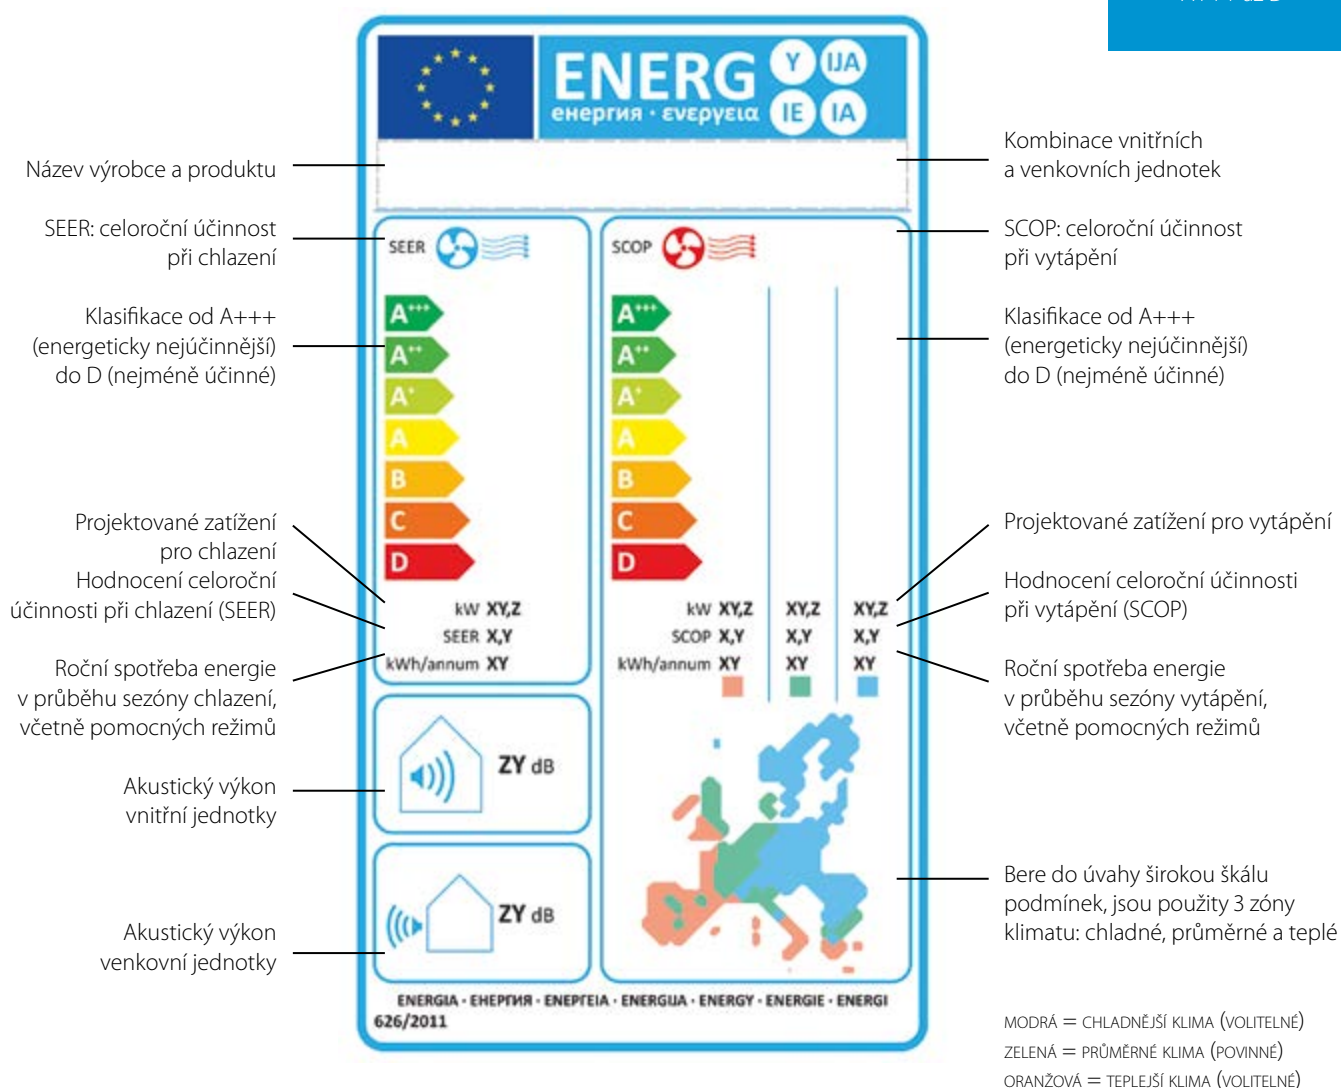 ENERG Y IJA
енергия · ενεργεια IE IA
Název výrobce a produktu
SEER: celoroční účinnost
při chlazení
Klasifikace od A+++
(energeticky nejúčinnější)
do D (nejméně účinné)
Projektované zatížení
pro chlazení
Hodnocení celoroční
účinnosti při chlazení (SEER)
Roční spotřeba energie
v průběhu sezóny chlazení,
včetně pomocných režimů
Akustický výkon
vnitřní jednotky
Akustický výkon
venkovní jednotky
SEER
A+++
A++
A+
A
B
C
D
kW XY,Z
SEER X,Y
kWh/annum XY
ZY dB
ZY dB
SCOP
A+++
A++
A+
A
B
C
D
kW XY,Z XY,Z XY,Z
SCOP X,Y X,Y X,Y
kWh/annum XY XY XY
ENERGIA · ЕНЕРГИЯ · ΕΝΕΡΓΕΙΑ · ENERGIJA · ENERGY · ENERGIE · ENERGI
626/2011
Kombinace vnitřních
a venkovních jednotek
SCOP: celoroční účinnost
při vytápění
Klasifikace od A+++
(energeticky nejúčinnější)
do D (nejméně účinné)
Projektované zatížení pro vytápění
Hodnocení celoroční účinnosti
při vytápění (SCOP)
Roční spotřeba energie
v průběhu sezóny vytápění,
včetně pomocných režimů
Bere do úvahy širokou škálu
podmínek, jsou použity 3 zóny
klimatu: chladné, průměrné a teplé
MODRÁ = CHLADNĚJŠÍ KLIMA (VOLITELNÉ)
ZELENÁ = PRŮMĚRNÉ KLIMA (POVINNÉ)
ORANŽOVÁ = TEPLEJŠÍ KLIMA (VOLITELNÉ)